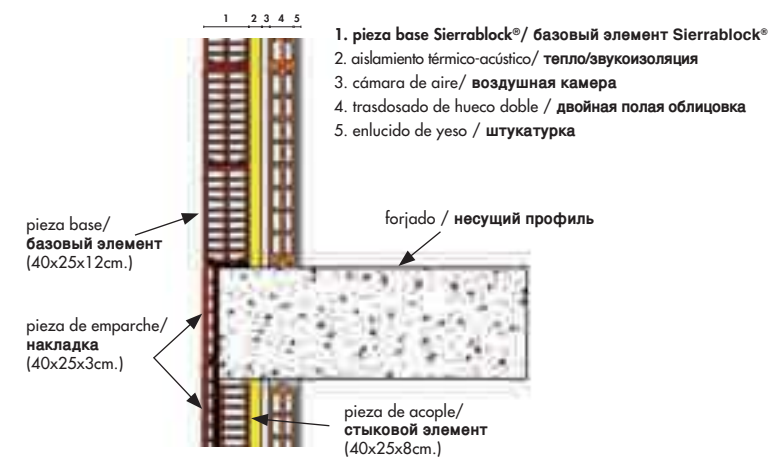 1 2 3 4 5
1. pieza base Sierrablock®/ базовый элемент Sierrablock®
2. aislamiento térmico-acústico/ тепло/звукоизоляция
3. cámara de aire/ воздушная камера
4. trasdosado de hueco doble / двойная полая облицовка
5. enlucido de yeso / штукатурка
pieza base/
базовый элемент
(40x25x12cm.)
forjado / несущий профиль
pieza de emparche/
накладка
(40x25x3cm.)
pieza de acople/
стыковой элемент
(40x25x8cm.)